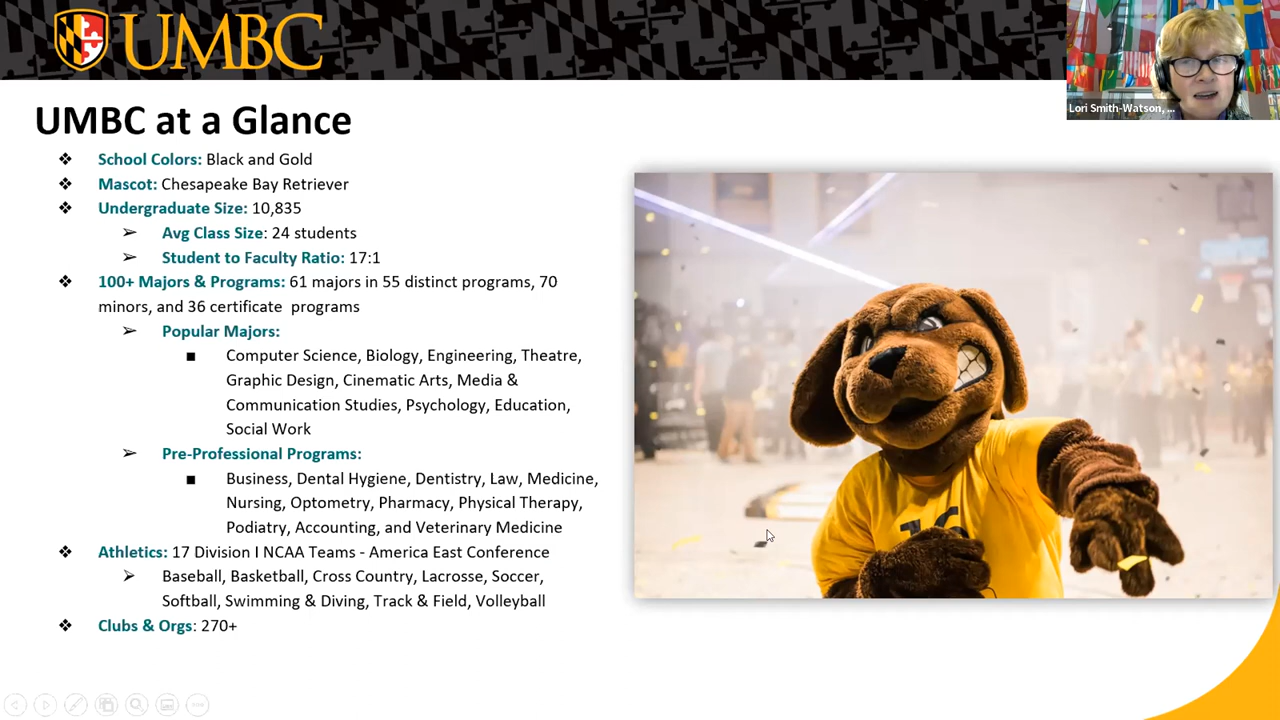 UMBC
Lori Smith-Watson, ...
UMBC at a Glance
❖ School Colors: Black and Gold
❖ Mascot: Chesapeake Bay Retriever
❖ Undergraduate Size: 10,835
➢ Avg Class Size: 24 students
➢ Student to Faculty Ratio: 17:1
❖ 100+ Majors & Programs: 61 majors in 55 distinct programs, 70
minors, and 36 certificate programs
➢ Popular Majors:
■ Computer Science, Biology, Engineering, Theatre,
Graphic Design, Cinematic Arts, Media &
Communication Studies, Psychology, Education,
Social Work
➢ Pre-Professional Programs:
■ Business, Dental Hygiene, Dentistry, Law, Medicine,
Nursing, Optometry, Pharmacy, Physical Therapy,
Podiatry, Accounting, and Veterinary Medicine
❖ Athletics: 17 Division I NCAA Teams - America East Conference
➢ Baseball, Basketball, Cross Country, Lacrosse, Soccer,
Softball, Swimming & Diving, Track & Field, Volleyball
❖ Clubs & Orgs: 270+